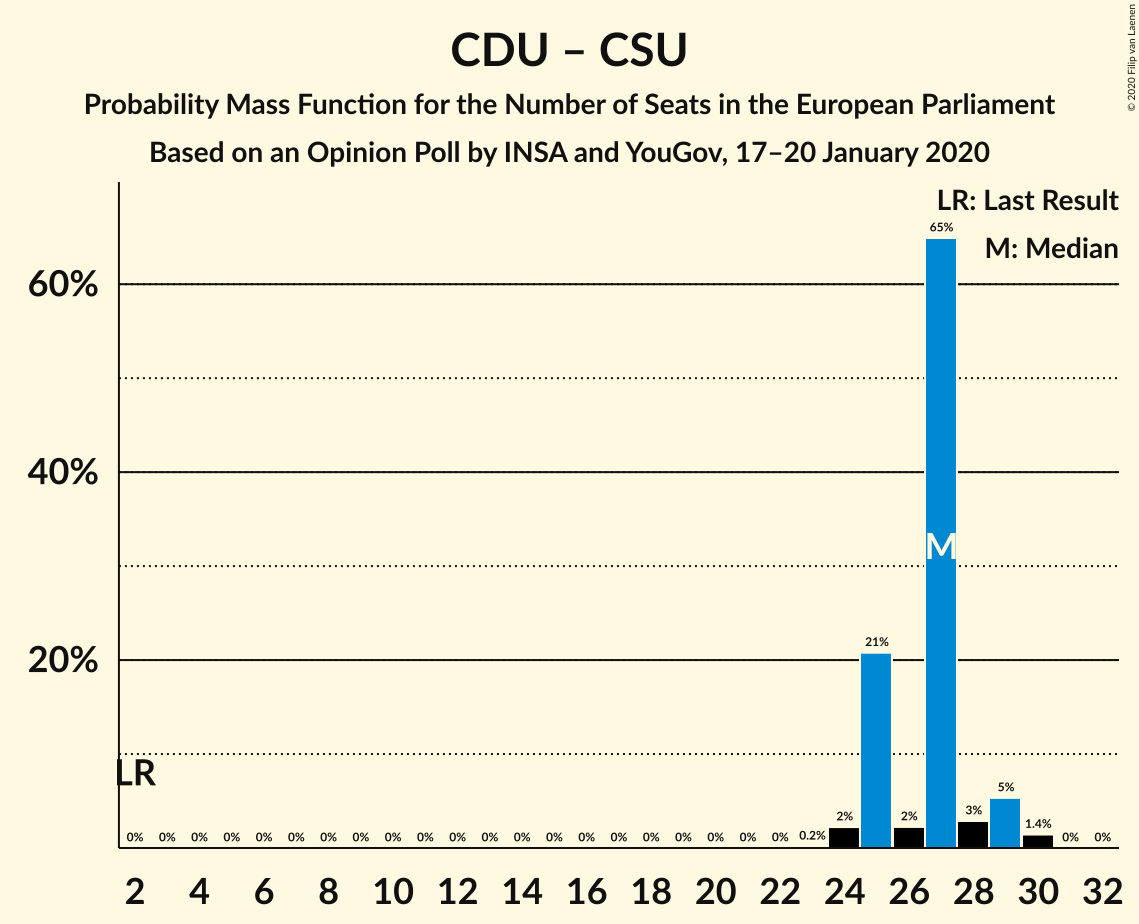 CDU – CSU
Probability Mass Function for the Number of Seats in the European Parliament
Based on an Opinion Poll by INSA and YouGov, 17–20 January 2020
© 2020 Filip van Laenen
LR: Last Result
M: Median
65%
60%
40%
M
21%
20%
LR
0% 0% 0% 0% 0% 0% 0% 0% 0% 0% 0% 0% 0% 0% 0% 0% 0% 0% 0% 0% 0% 0.2% 2% 2% 3% 5% 1.4% 0% 0%
2 4 6 8 10 12 14 16 18 20 22 24 26 28 30 32